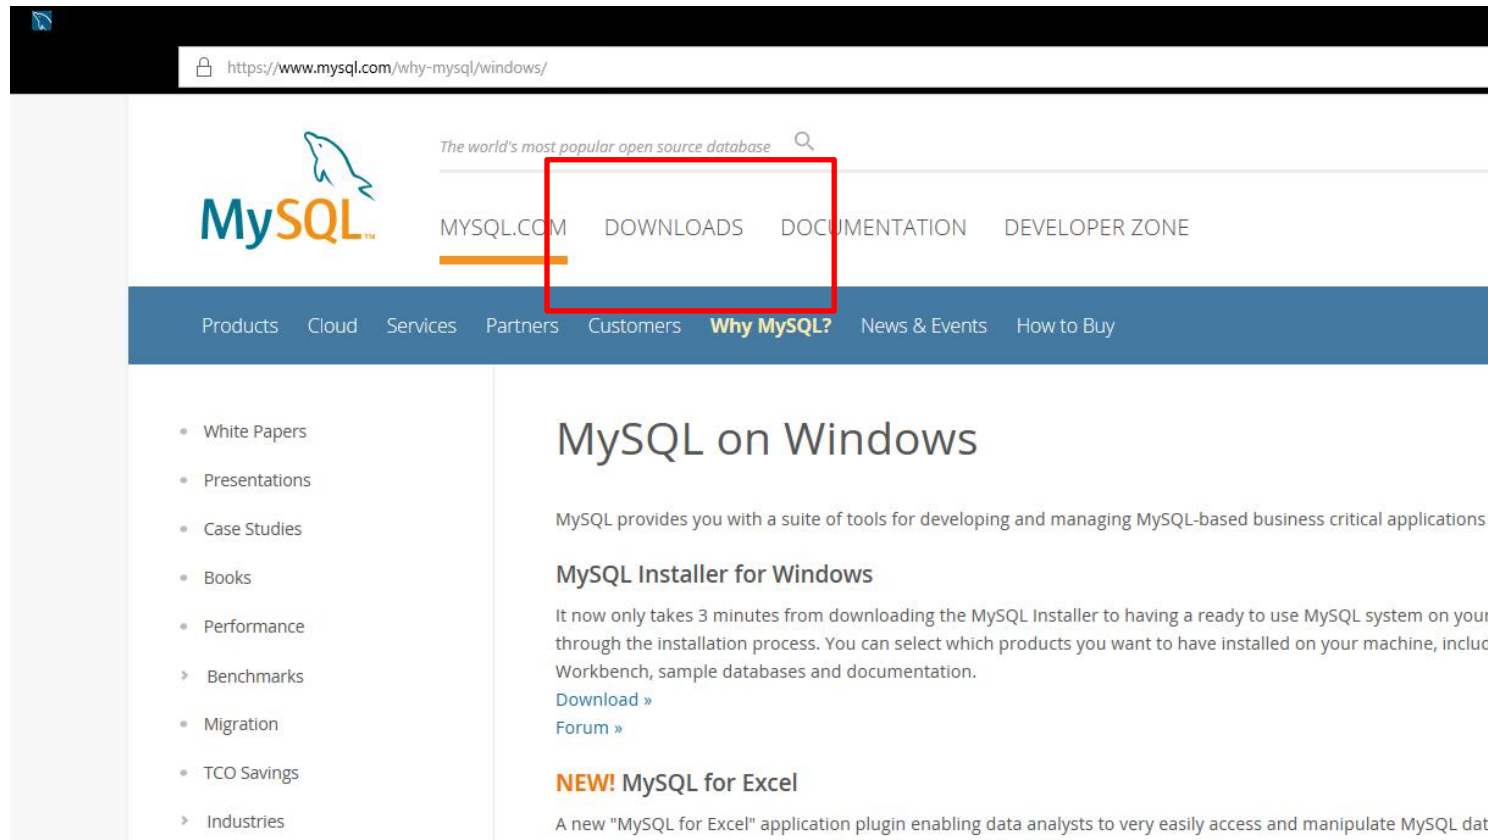 https://www.mysql.com/why-mysql/windows/
The world's most popular open source database
MySQL™
MYSQL.COM DOWNLOADS DOCUMENTATION DEVELOPER ZONE
Products Cloud Services Partners Customers Why MySQL? News & Events How to Buy
White Papers
Presentations
Case Studies
Books
Performance
Benchmarks
Migration
TCO Savings
Industries
MySQL on Windows
MySQL provides you with a suite of tools for developing and managing MySQL-based business critical applications
MySQL Installer for Windows
It now only takes 3 minutes from downloading the MySQL Installer to having a ready to use MySQL system on your
through the installation process. You can select which products you want to have installed on your machine,
Workbench, sample databases and documentation.
Download »
Forum »
NEW! MySQL for Excel
A new "MySQL for Excel" application plugin enabling data analysts to very easily access and manipulate MySQL